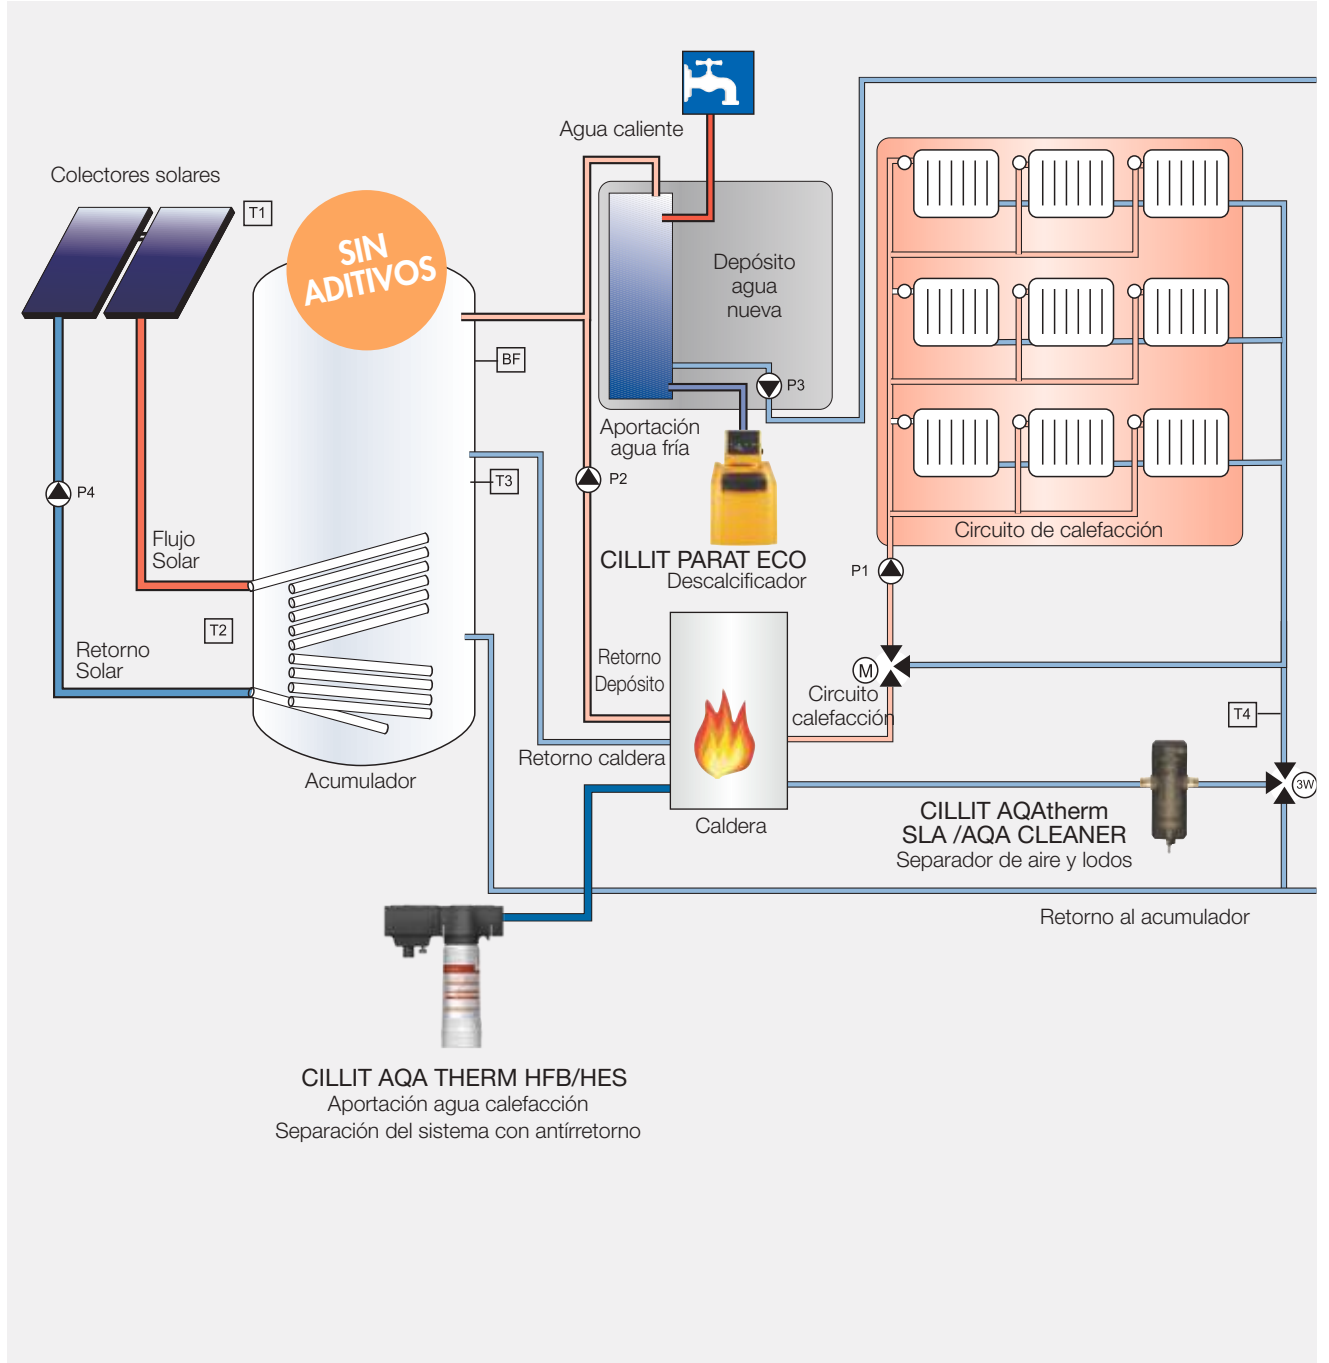 Agua caliente
Colectores solares
T1
SIN
ADITIVOS
Depósito
agua
nueva
BF
P3
Aportación
agua fría
T3
P2
P4
Circuito de calefacción
Flujo
Solar
CILLIT PARAT ECO
Descalcificador
P1
T2
Retorno
Solar
Retorno
Depósito
M
Circuito
calefacción
T4
Retorno caldera
Acumulador
3W
CILLIT AQAtherm
SLA /AQA CLEANER
Separador de aire y lodos
Caldera
Retorno al acumulador
CILLIT AQA THERM HFB/HES
Aportación agua calefacción
Separación del sistema con antírretorno